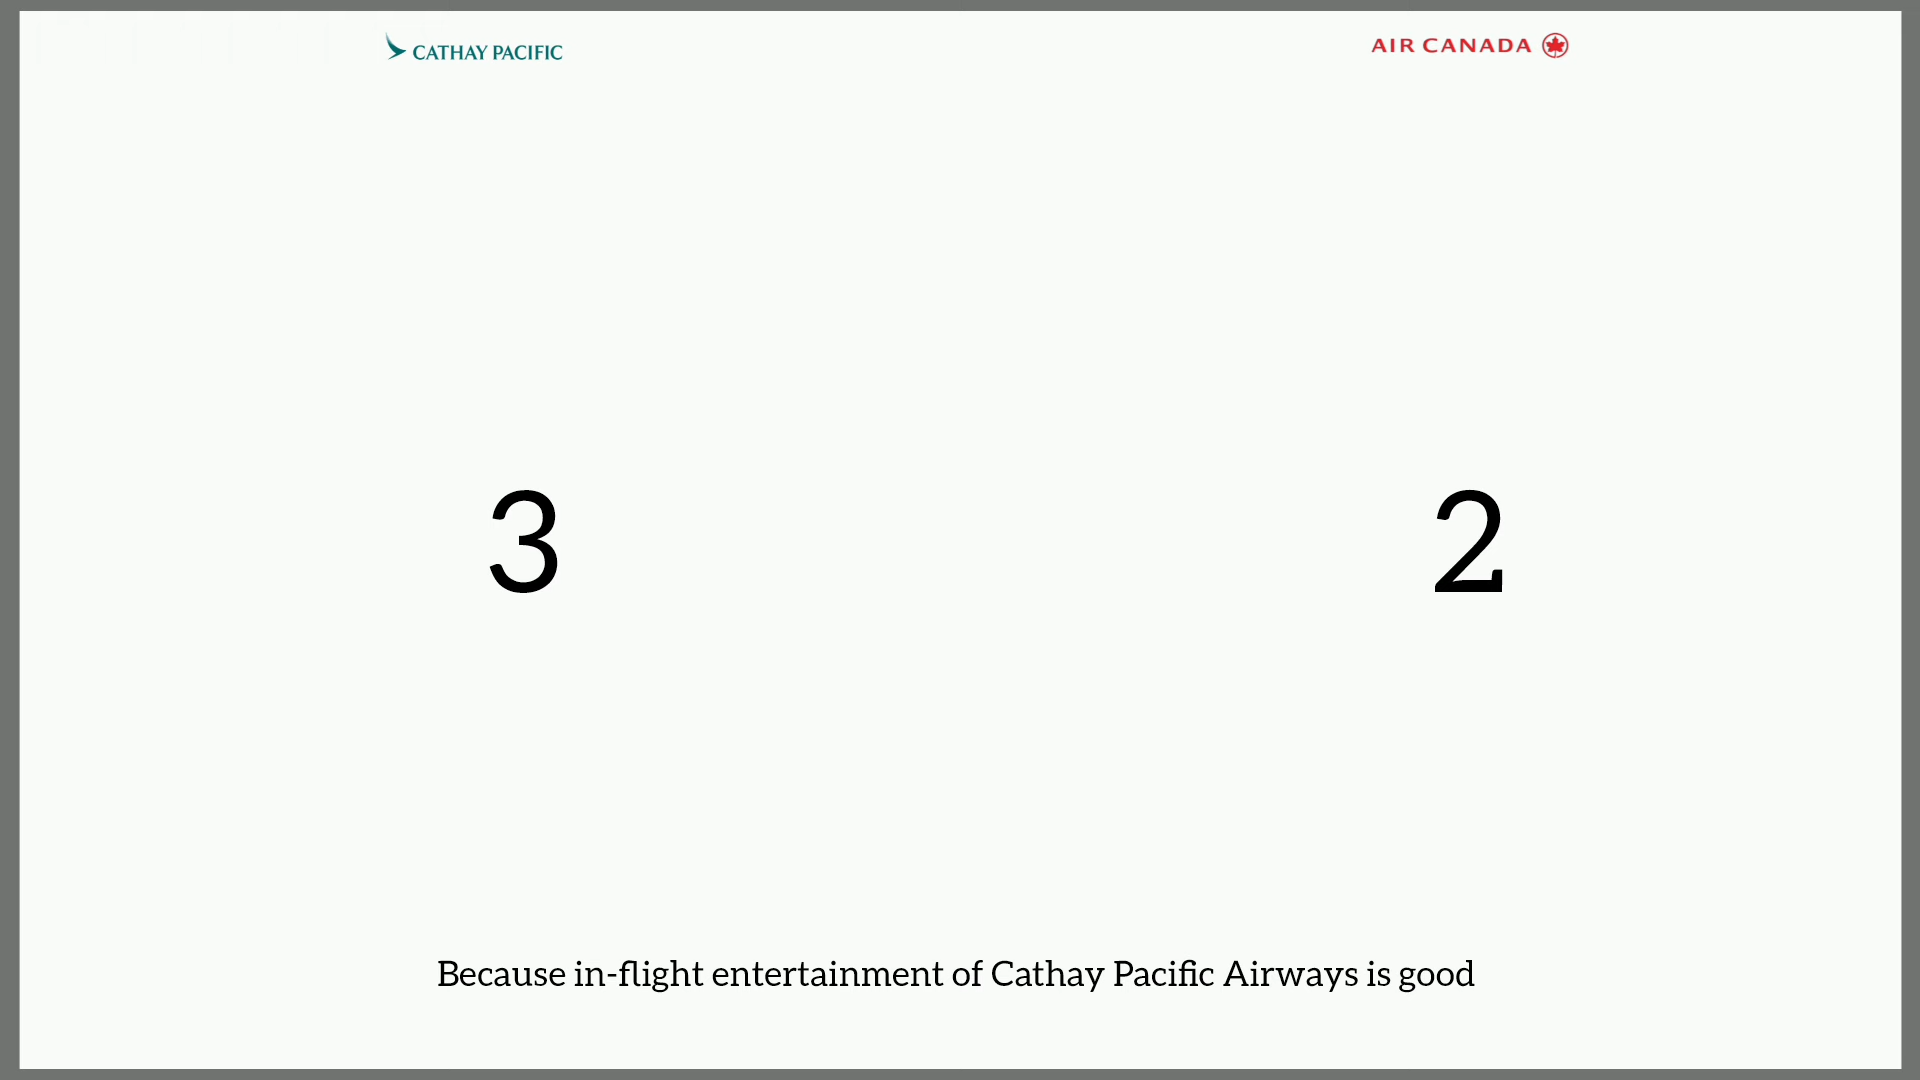 CATHAY PACIFIC
AIR CANADA
3
2
Because in-flight entertainment of Cathay Pacific Airways is good